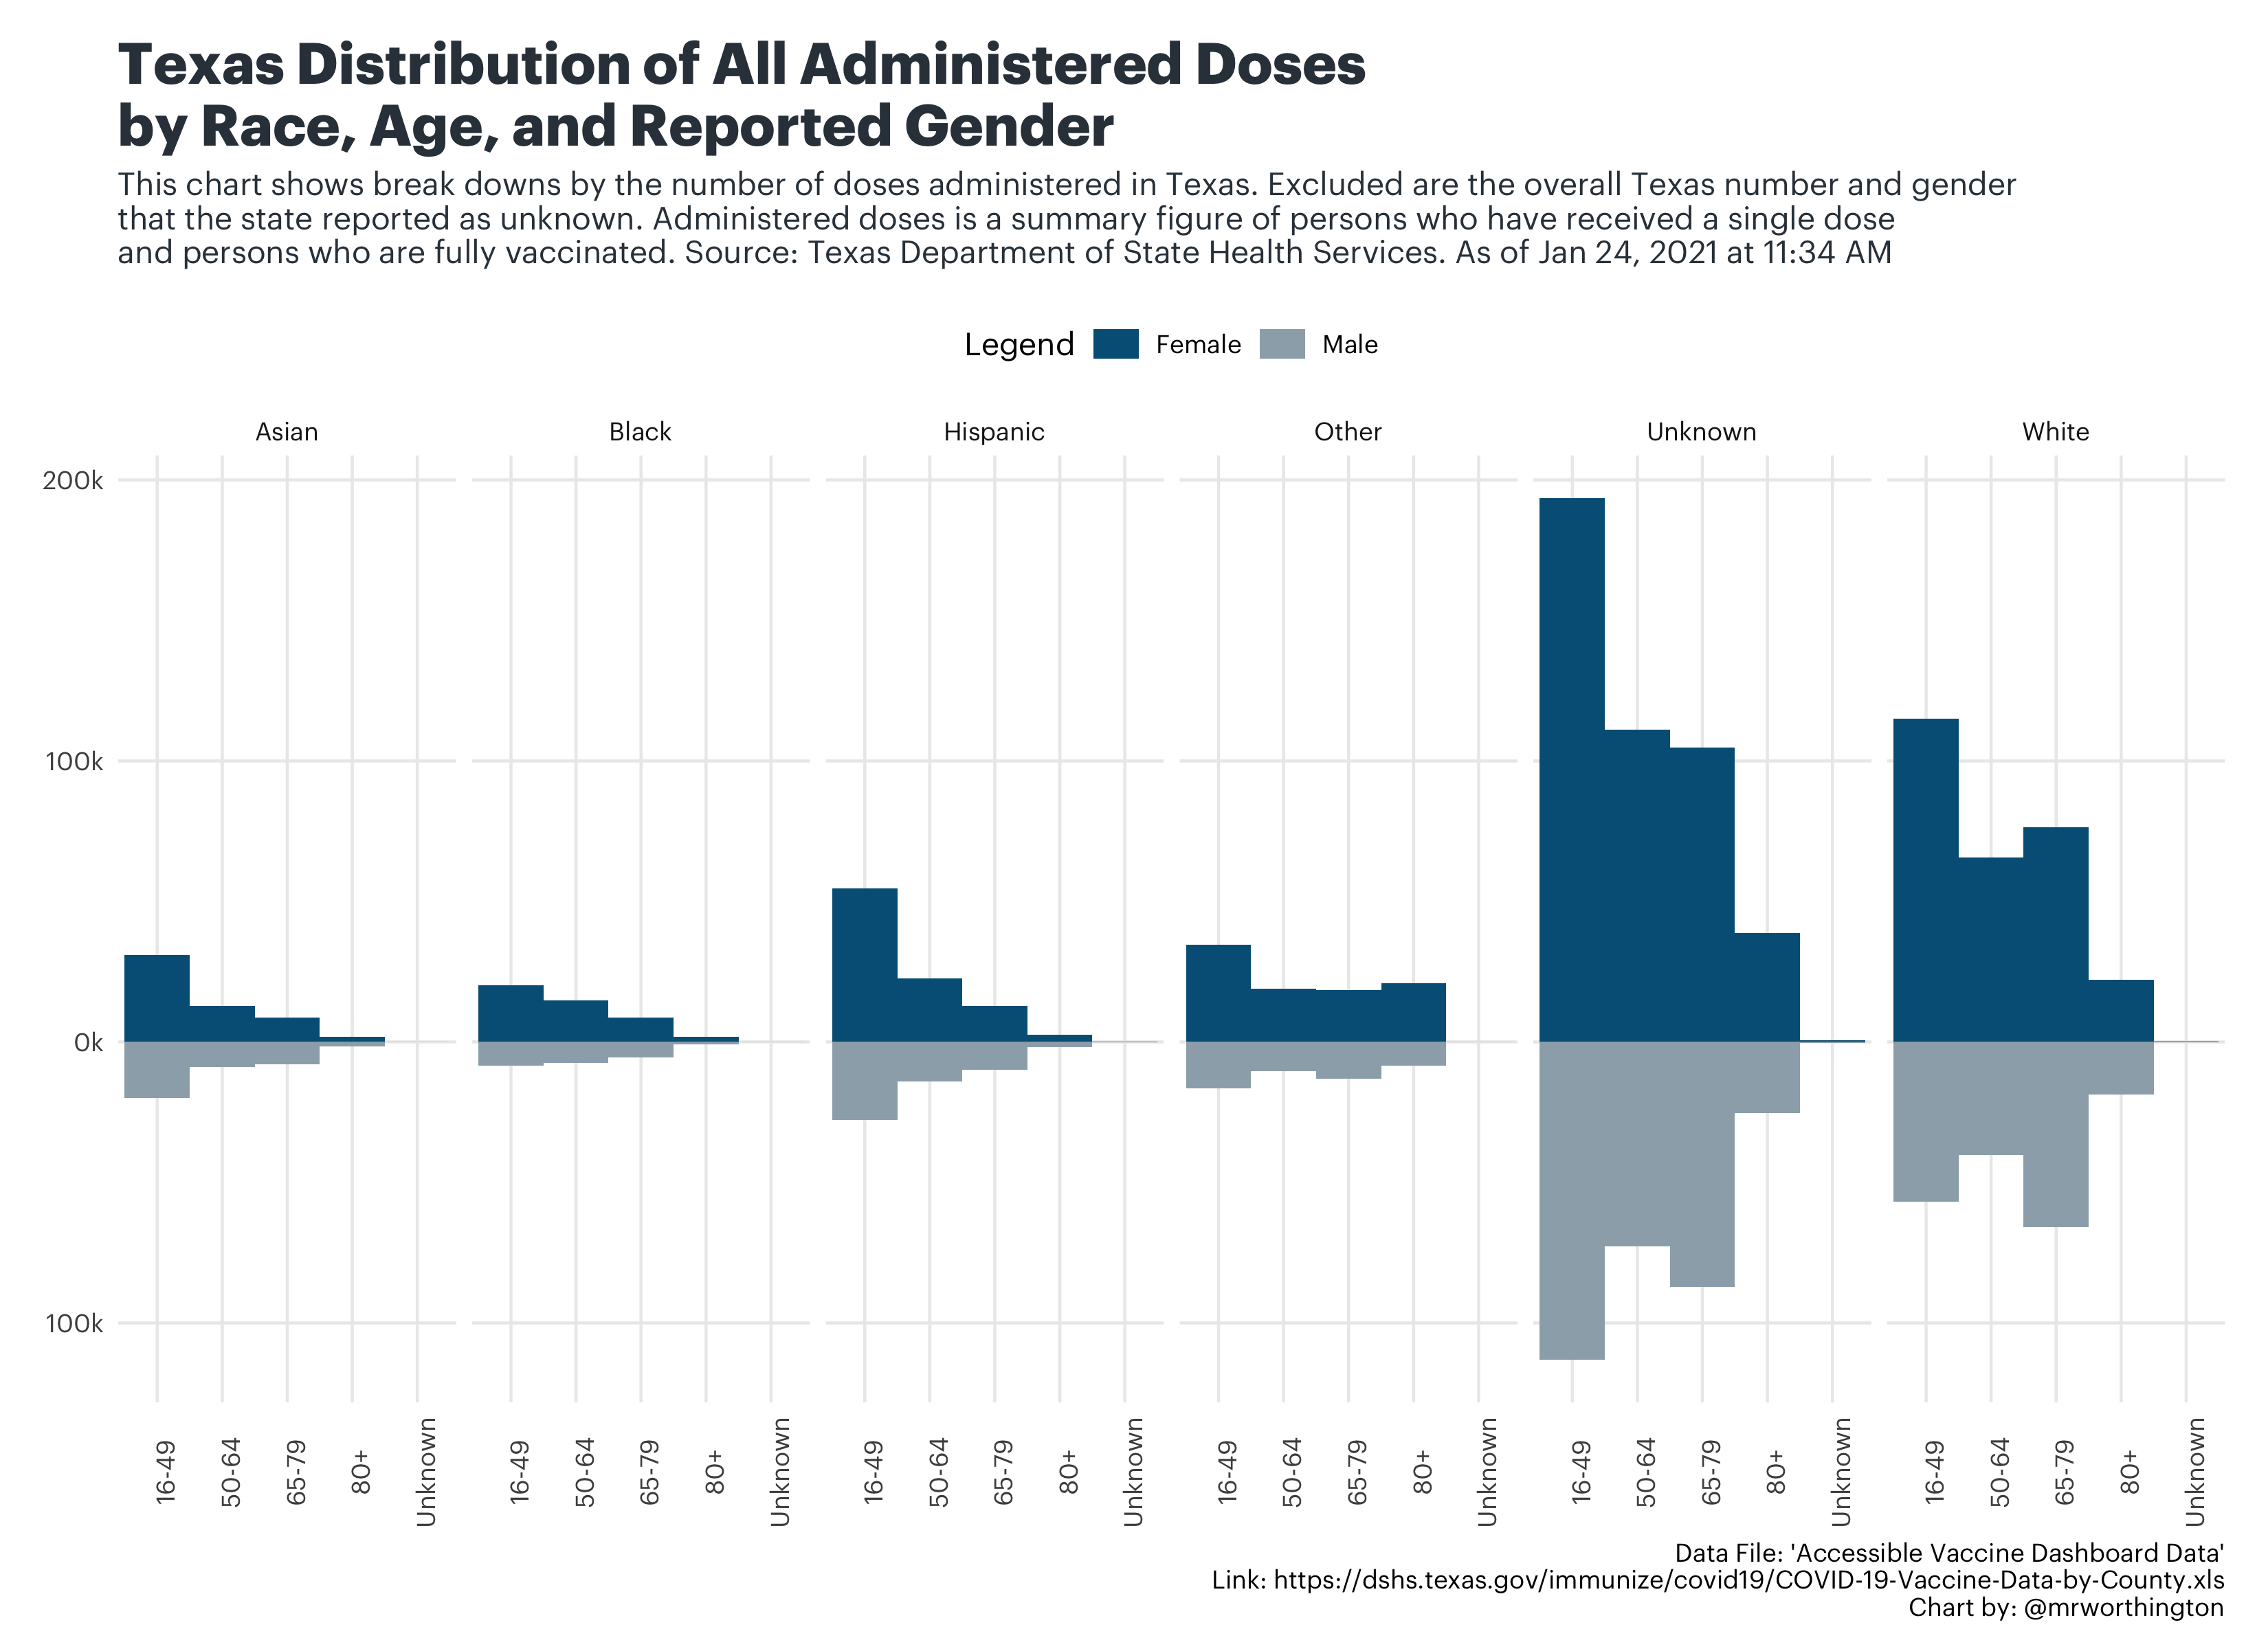 Texas Distribution of All Administered Doses
by Race, Age, and Reported Gender
This chart shows break downs by the number of doses administered in Texas. Excluded are the overall Texas number and gender
that the state reported as unknown. Administered doses is a summary figure of persons who have received a single dose
and persons who are fully vaccinated. Source: Texas Department of State Health Services. As of Jan 24, 2021 at 11:34 AM
Legend Female Male
Asian Black Hispanic Other Unknown White
200k
100k
0k
100k
16-49 50-64 65-79 80+ Unknown 16-49 50-64 65-79 80+ Unknown 16-49 50-64 65-79 80+ Unknown 16-49 50-64 65-79 80+ Unknown 16-49 50-64 65-79 80+ Unknown 16-49 50-64 65-79 80+ Unknown
Data File: 'Accessible Vaccine Dashboard Data'
Link: https://dshs.texas.gov/immunize/covid19/COVID-19-Vaccine-Data-by-County.xls
Chart by: @mrworthington